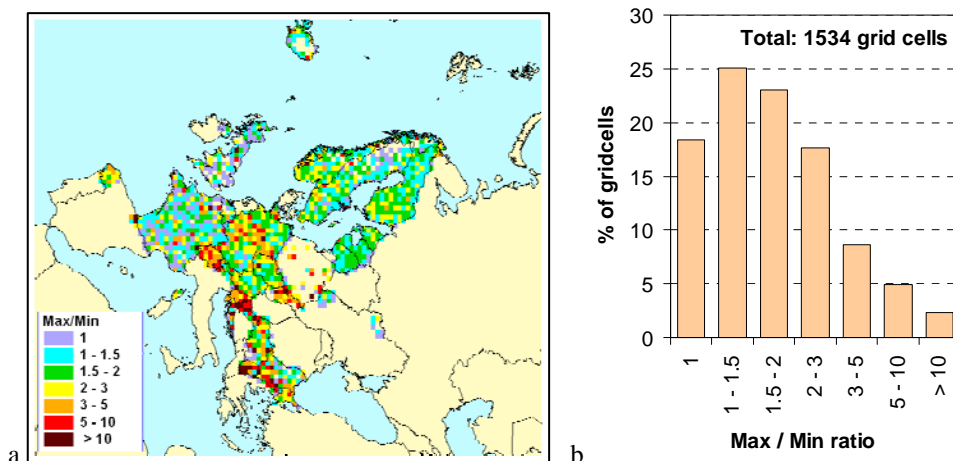 Max/Min
1
1 - 1.5
1.5 - 2
2 - 3
3 - 5
5 - 10
> 10
a
30
25
20
15
10
5
0
% of gridcells
Total: 1534 grid cells
1
1 - 1.5
1.5 - 2
2 - 3
3 - 5
5 - 10
> 10
Max / Min ratio
b